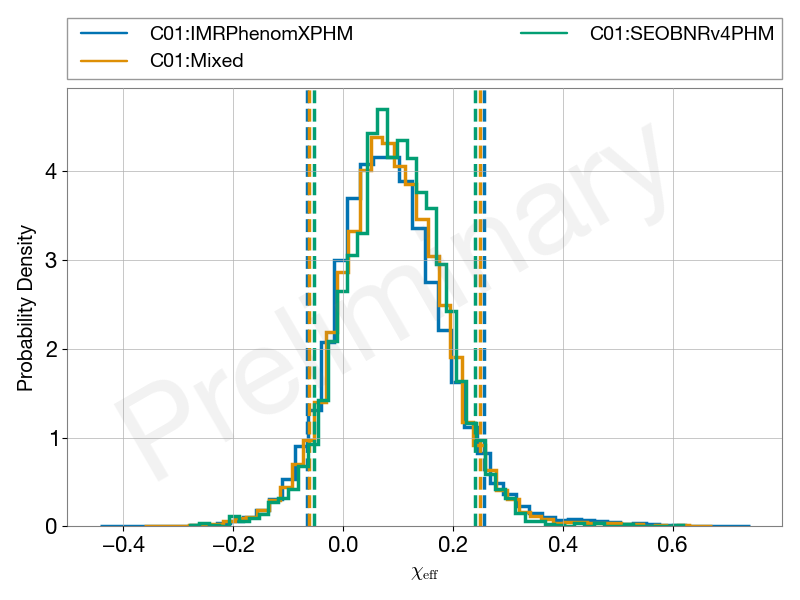 C01:IMRPhenomXPHM
C01:Mixed
C01:SEOBNRv4PHM
Preliminary
Probability Density
4
3
2
1
0
−0.4 −0.2 0.0 0.2 0.4 0.6
χeff